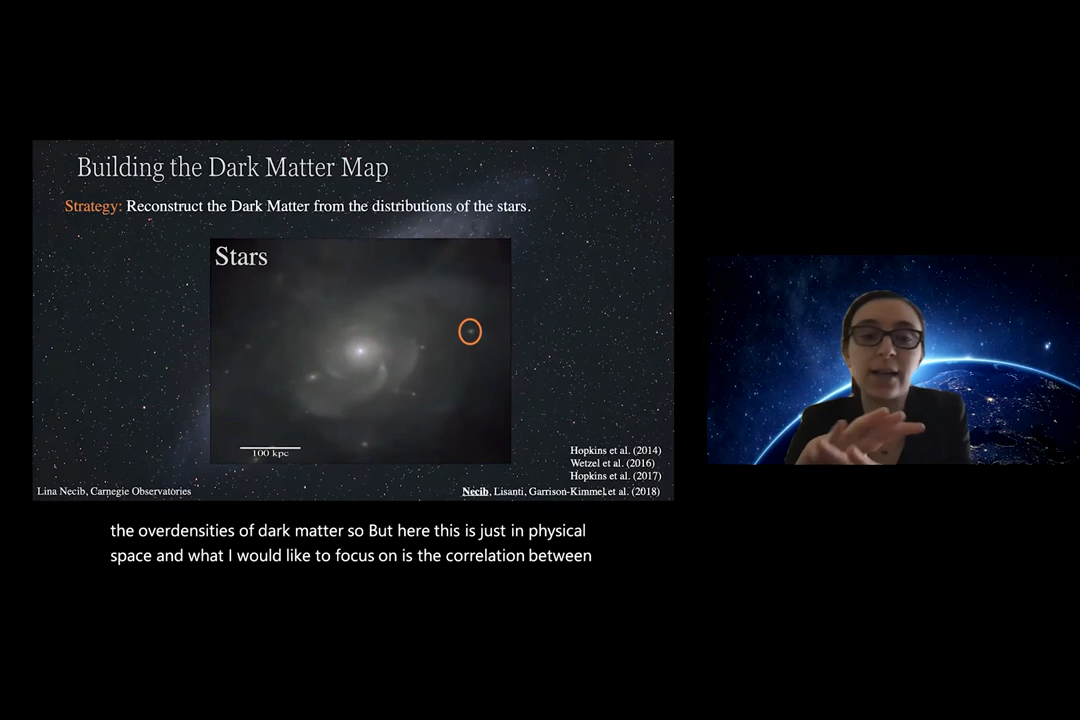 Building the Dark Matter Map
Strategy: Reconstruct the Dark Matter from the distributions of the stars.
Stars
100 kpc
Hopkins et al. (2014)
Wetzel et al. (2016)
Hopkins et al. (2017)
Lina Necib, Carnegie Observatories
Necib, Lisanti, Garrison-Kimmel et al. (2018)
the overdensities of dark matter so But here this is just in physical
space and what I would like to focus on is the correlation between